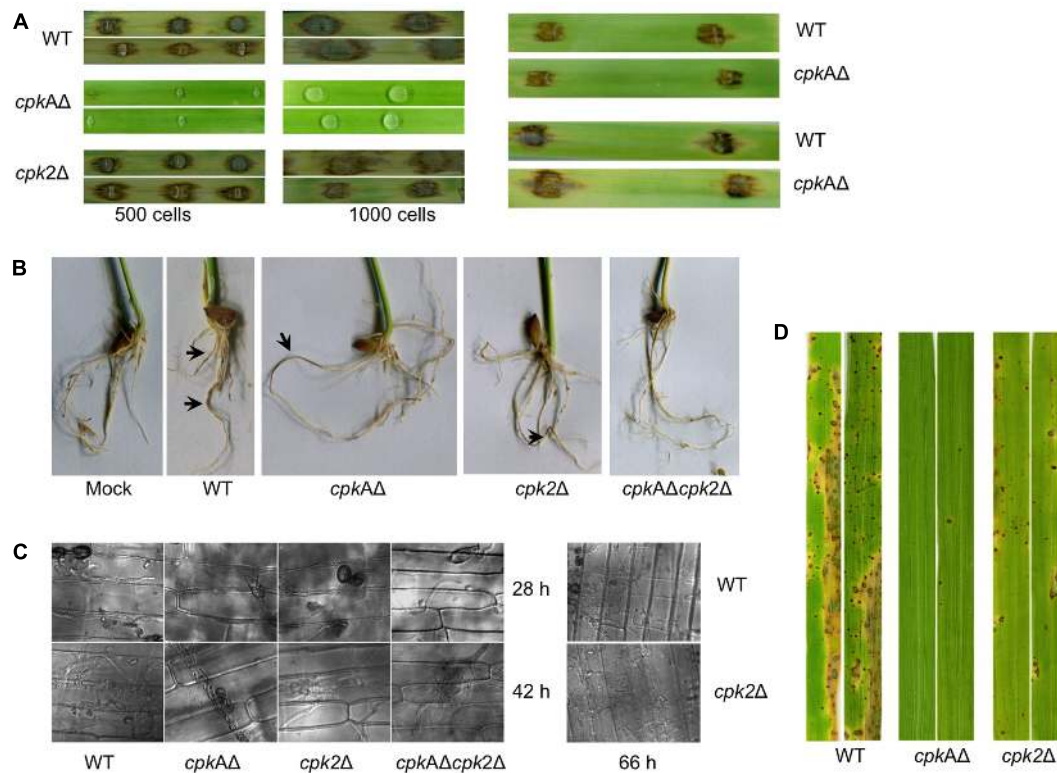 A
WT
cpkAΔ
cpk2Δ
500 cells
1000 cells
WT
cpkAΔ
WT
cpkAΔ
B
Mock
WT
cpkAΔ
cpk2Δ
cpkAΔcpk2Δ
C
28 h
42 h
WT
cpkAΔ
cpk2Δ
cpkAΔcpk2Δ
WT
cpk2Δ
66 h
D
WT
cpkAΔ
cpk2Δ